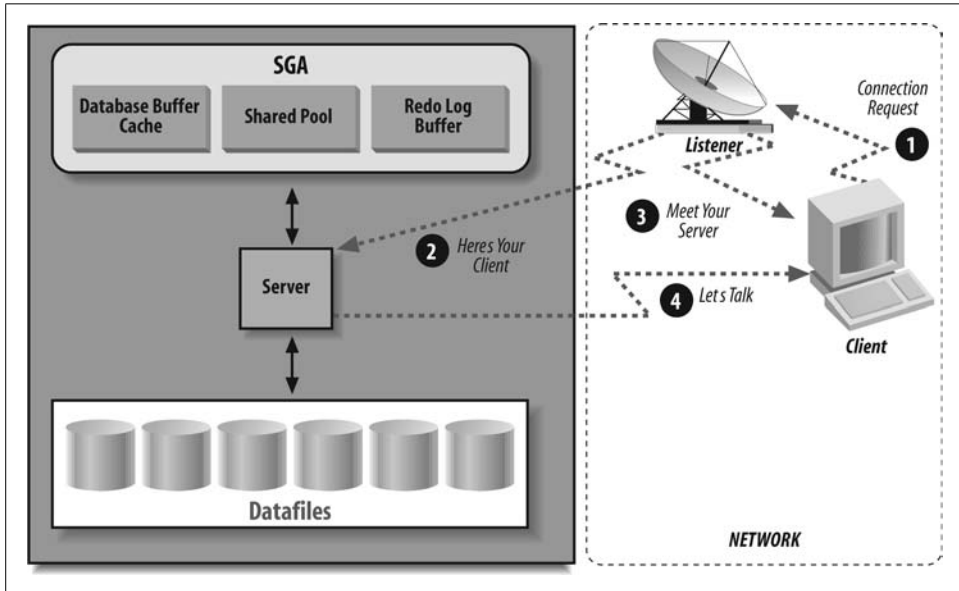 SGA
Database Buffer
Cache
Shared Pool
Redo Log
Buffer
Listener
Connection
Request
1
3
Meet Your
Server
2
Heres Your
Client
Server
4
Let s Talk
Client
Datafiles
NETWORK